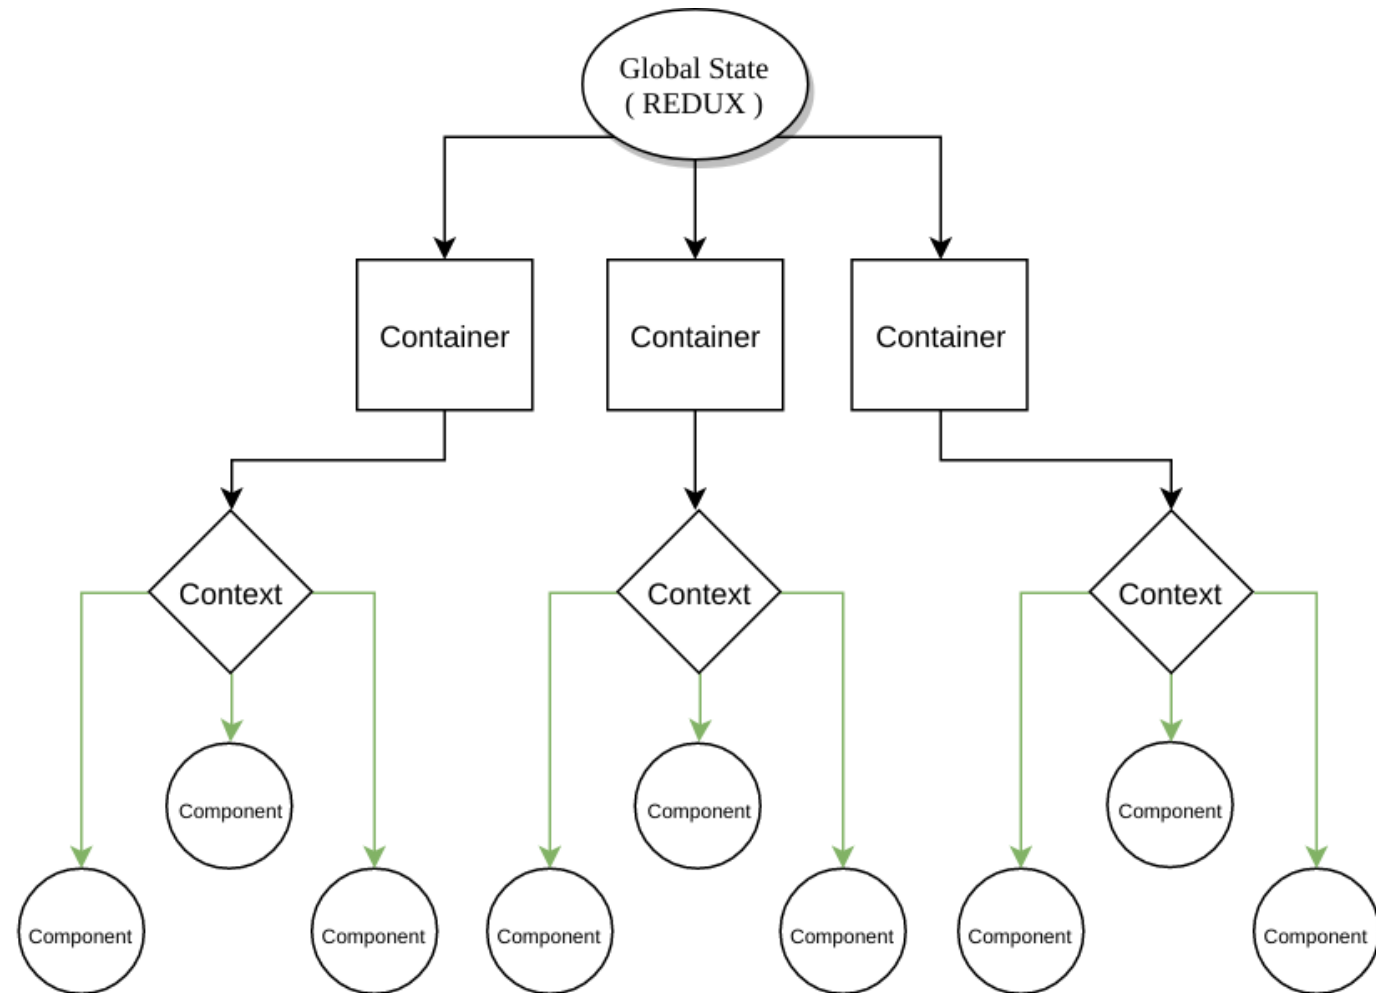 Global State
( REDUX )
Container
Container
Container
Context
Context
Context
Component
Component
Component
Component
Component
Component
Component
Component
Component